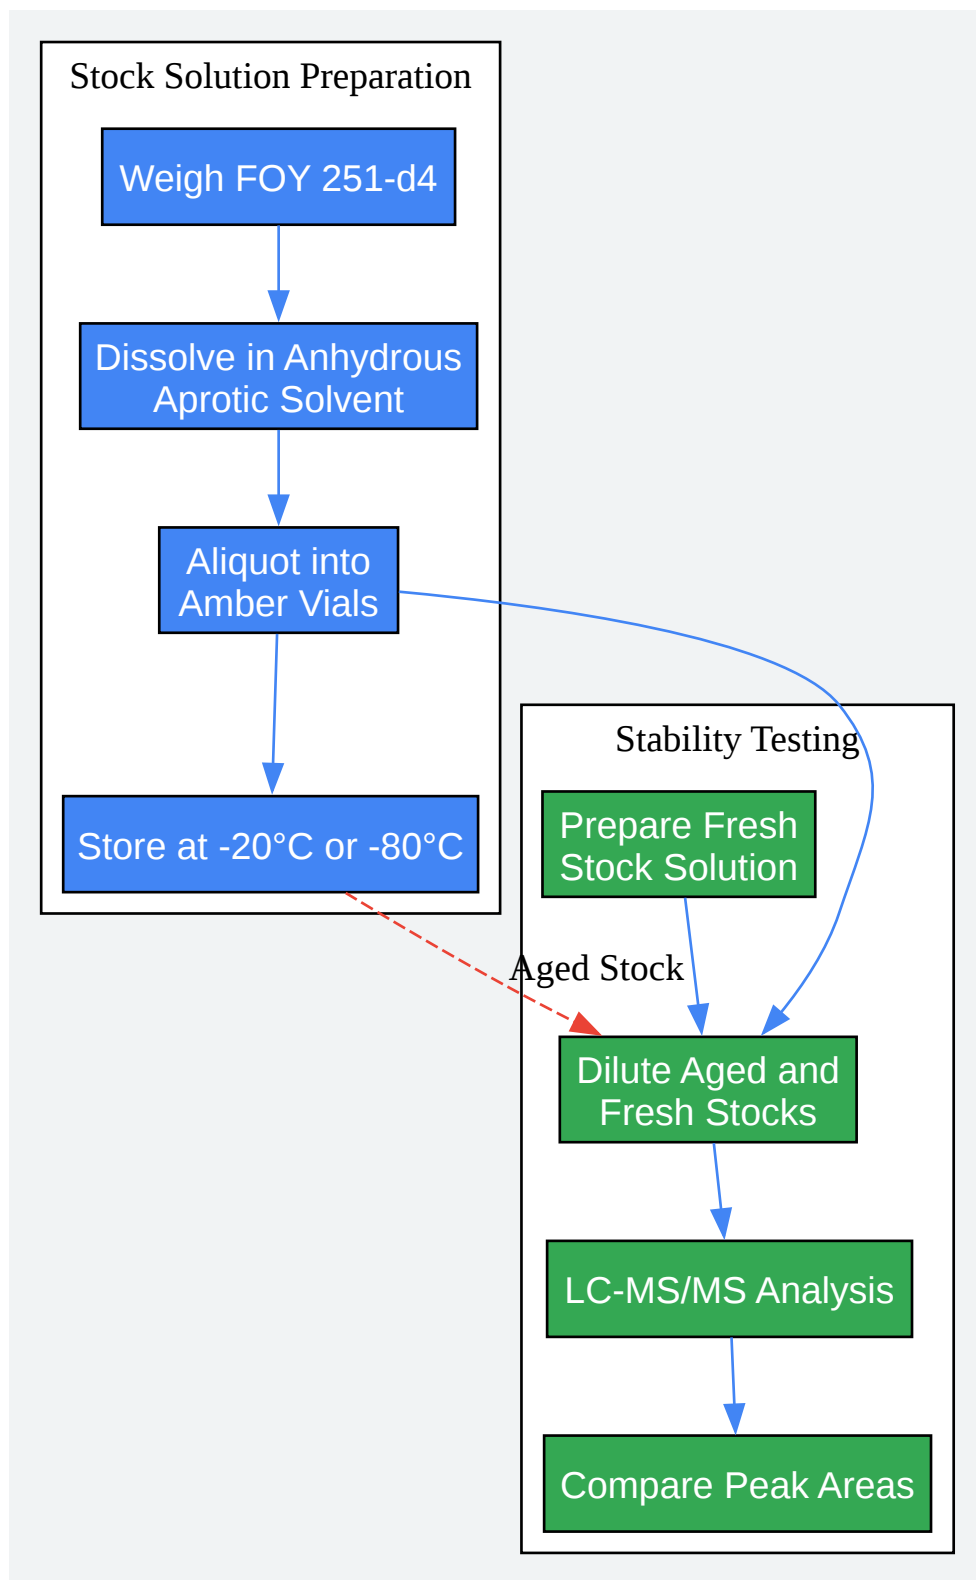 Stock Solution Preparation
Weigh FOY 251-d4
Dissolve in Anhydrous
Aprotic Solvent
Aliquot into
Amber Vials
Store at -20°C or -80°C
Stability Testing
Prepare Fresh
Stock Solution
Aged Stock
Dilute Aged and
Fresh Stocks
LC-MS/MS Analysis
Compare Peak Areas